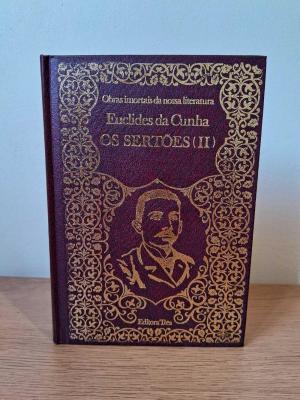 Obras imortais da nossa literatura
Euclides da Cunha
OS SERTÕES (II)
Editora Três